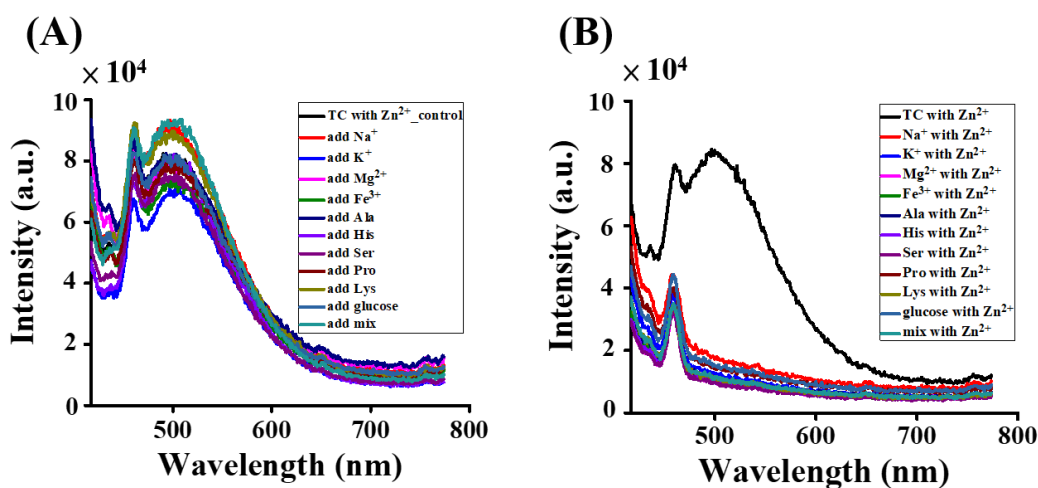 (A)
× 10⁴
10
8
6
4
2
0
Intensity (a.u.)
TC with Zn²⁺_control
add Na⁺
add K⁺
add Mg²⁺
add Fe³⁺
add Ala
add His
add Ser
add Pro
add Lys
add glucose
add mix
500 600 700 800
Wavelength (nm)
(B)
× 10⁴
10
8
6
4
2
0
Intensity (a.u.)
TC with Zn²⁺
Na⁺ with Zn²⁺
K⁺ with Zn²⁺
Mg²⁺ with Zn²⁺
Fe³⁺ with Zn²⁺
Ala with Zn²⁺
His with Zn²⁺
Ser with Zn²⁺
Pro with Zn²⁺
Lys with Zn²⁺
glucose with Zn²⁺
mix with Zn²⁺
500 600 700 800
Wavelength (nm)